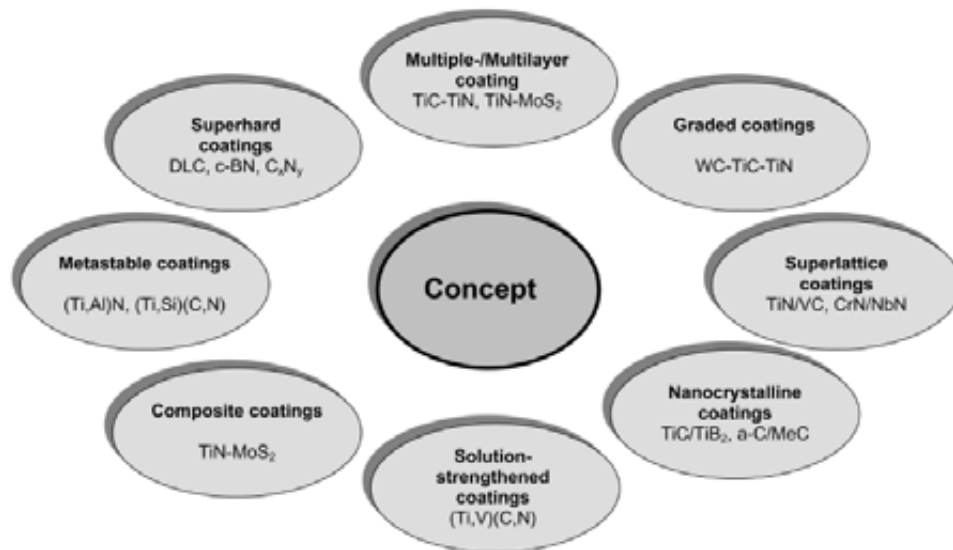 Multiple-/Multilayer
coating
TiC-TiN, TiN-MoS₂
Superhard
coatings
DLC, c-BN, CₓNᵧ
Graded coatings
WC-TiC-TiN
Metastable coatings
(Ti,Al)N, (Ti,Si)(C,N)
Concept
Superlattice
coatings
TiN/VC, CrN/NbN
Composite coatings
TiN-MoS₂
Nanocrystalline
coatings
TiC/TiB₂, a-C/MeC
Solution-
strengthened
coatings
(Ti,V)(C,N)